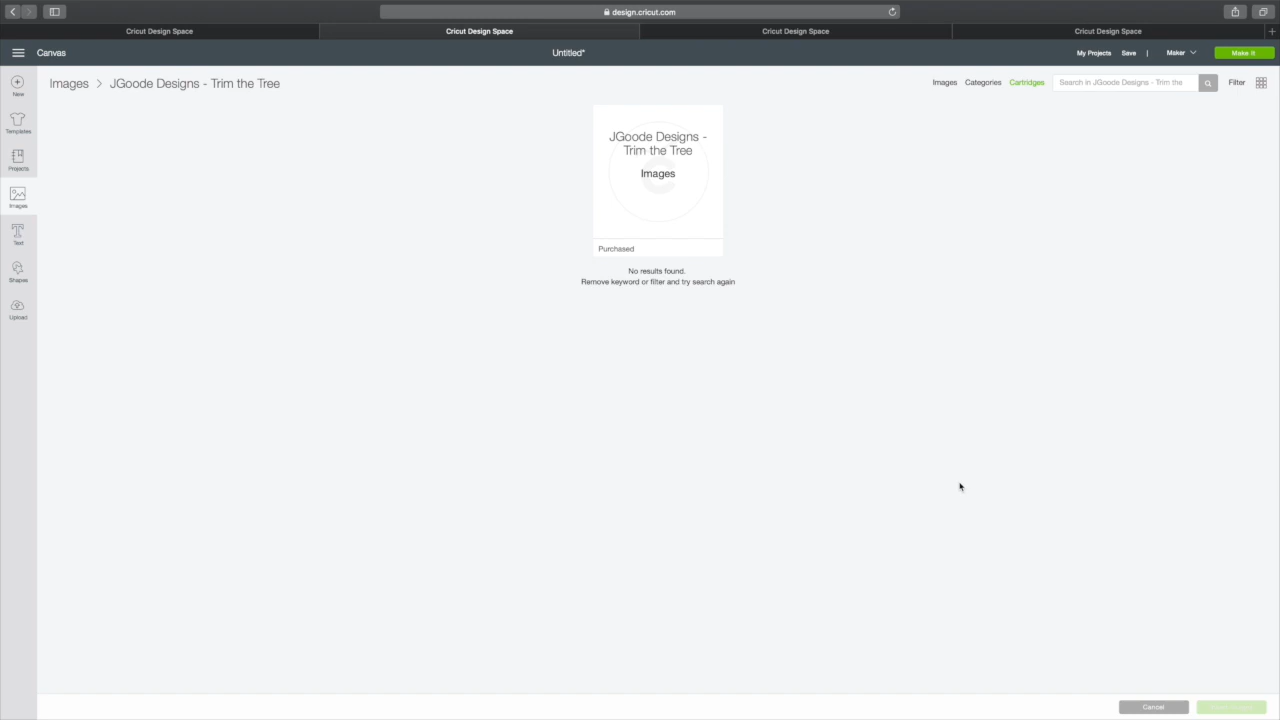 design.cricut.com
Cricut Design Space
Cricut Design Space
Cricut Design Space
Cricut Design Space
Canvas
Untitled*
My Projects
Save
|
Maker
Make It
New
Templates
Projects
Images
Text
Shapes
Upload
Images > JGoode Designs - Trim the Tree
Images
Categories
Cartridges
Search in JGoode Designs - Trim the
Filter
JGoode Designs -
Trim the Tree
Images
Purchased
No results found.
Remove keyword or filter and try search again
Cancel